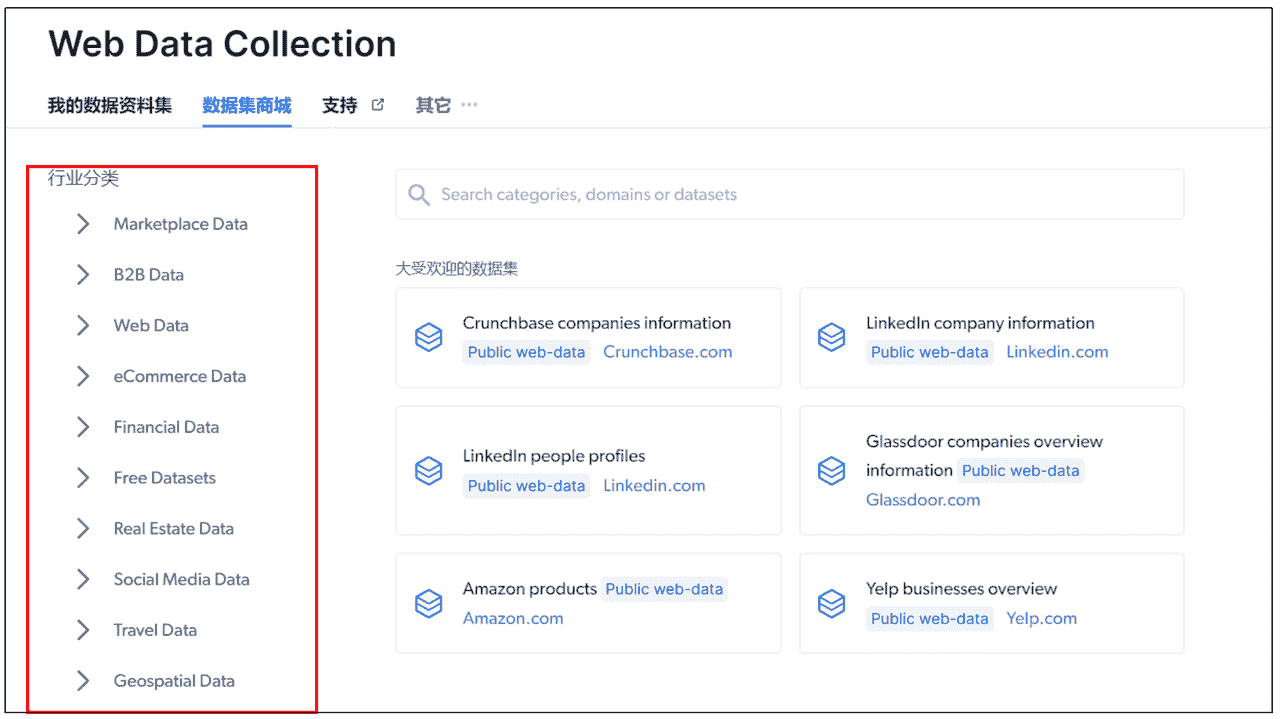 Web Data Collection
我的数据资料集 数据集商城 支持 其它 ...
行业分类
Marketplace Data
B2B Data
Web Data
eCommerce Data
Financial Data
Free Datasets
Real Estate Data
Social Media Data
Travel Data
Geospatial Data
Search categories, domains or datasets
大受欢迎的数据集
Crunchbase companies information
Public web-data Crunchbase.com
LinkedIn company information
Public web-data Linkedin.com
LinkedIn people profiles
Public web-data Linkedin.com
Glassdoor companies overview
information Public web-data
Glassdoor.com
Amazon products Public web-data
Amazon.com
Yelp businesses overview
Public web-data Yelp.com